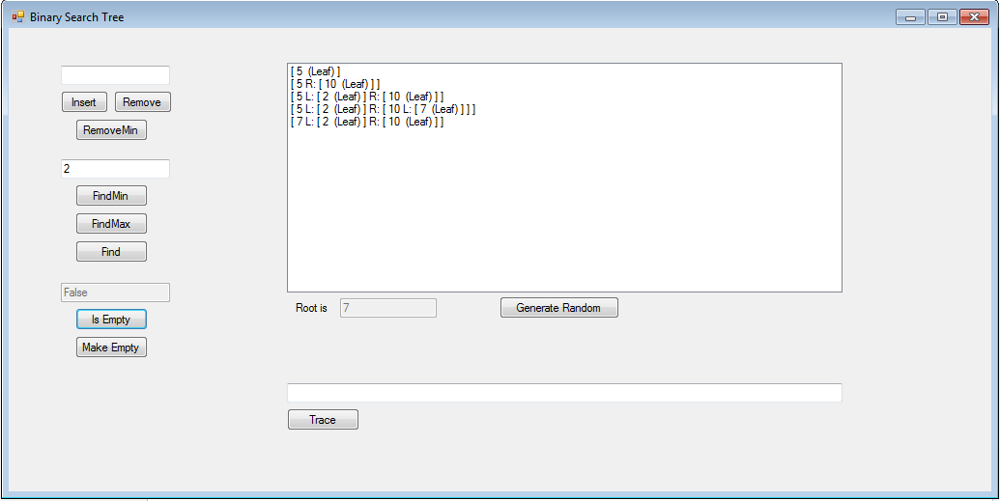 Binary Search Tree
Insert
Remove
RemoveMin
2
FindMin
FindMax
Find
False
Is Empty
Make Empty
[ 5  (Leaf) ]
[ 5 R: [ 10  (Leaf) ] ]
[ 5 L: [ 2  (Leaf) ] R: [ 10  (Leaf) ] ]
[ 5 L: [ 2  (Leaf) ] R: [ 10 L: [ 7  (Leaf) ] ] ]
[ 7 L: [ 2  (Leaf) ] R: [ 10  (Leaf) ] ]
Root is 7
Generate Random
Trace